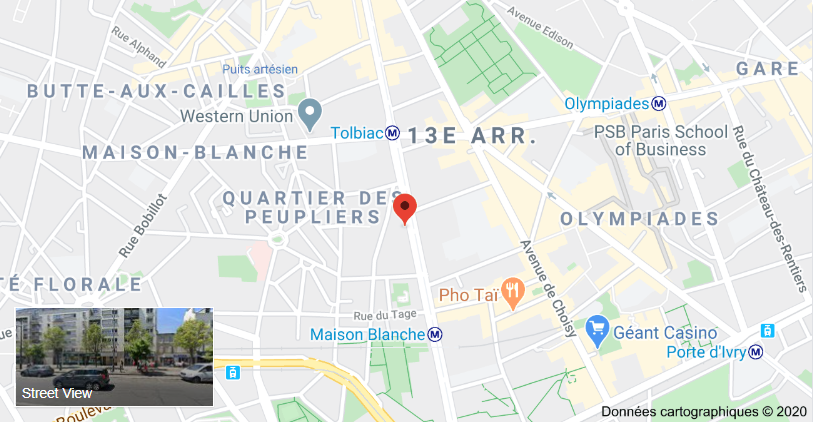 Avenue Edison
Rue Alphand
Puits artésien
GARE
BUTTE-AUX-CAILLES
Olympiades M
Western Union
Tolbiac M
13E ARR.
PSB Paris School
of Business
MAISON-BLANCHE
Rue du Château-des-Rentiers
QUARTIER DES
PEUPLIERS
Rue Bobillot
OLYMPIADES
Avenue de Choisy
TÉ FLORALE
Pho Taï
Rue du Tage
Maison Blanche M
Géant Casino
Porte d'Ivry M
Street View
Boulev
Données cartographiques © 2020